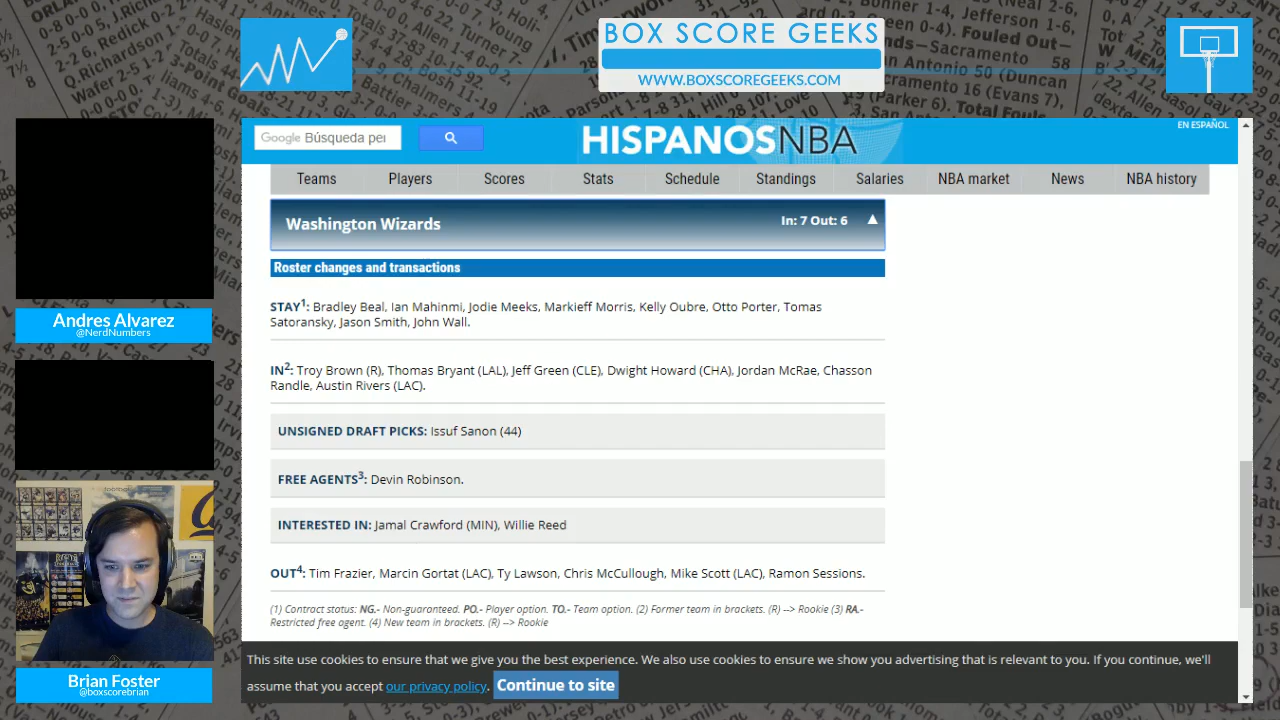 BOX SCORE GEEKS
WWW.BOXSCOREGEEKS.COM
Andres Alvarez
@NerdNumbers
Brian Foster
@boxscorebrian
Google Búsqueda per
HISPANOSNBA
EN ESPAÑOL
Teams Players Scores Stats Schedule Standings Salaries NBA market News NBA history
Washington Wizards In: 7 Out: 6 ▲
Roster changes and transactions
STAY1: Bradley Beal, Ian Mahinmi, Jodie Meeks, Markieff Morris, Kelly Oubre, Otto Porter, Tomas
Satoransky, Jason Smith, John Wall.
IN2: Troy Brown (R), Thomas Bryant (LAL), Jeff Green (CLE), Dwight Howard (CHA), Jordan McRae, Chasson
Randle, Austin Rivers (LAC).
UNSIGNED DRAFT PICKS: Issuf Sanon (44)
FREE AGENTS3: Devin Robinson.
INTERESTED IN: Jamal Crawford (MIN), Willie Reed
OUT4: Tim Frazier, Marcin Gortat (LAC), Ty Lawson, Chris McCullough, Mike Scott (LAC), Ramon Sessions.
(1) Contract status: NG.- Non-guaranteed. PO.- Player option. TO.- Team option. (2) Former team in brackets. (R) --> Rookie (3) RA.-
Restricted free agent. (4) New team in brackets. (R) --> Rookie
This site use cookies to ensure that we give you the best experience. We also use cookies to ensure we show you advertising that is relevant to you. If you continue, we'll
assume that you accept our privacy policy. Continue to site